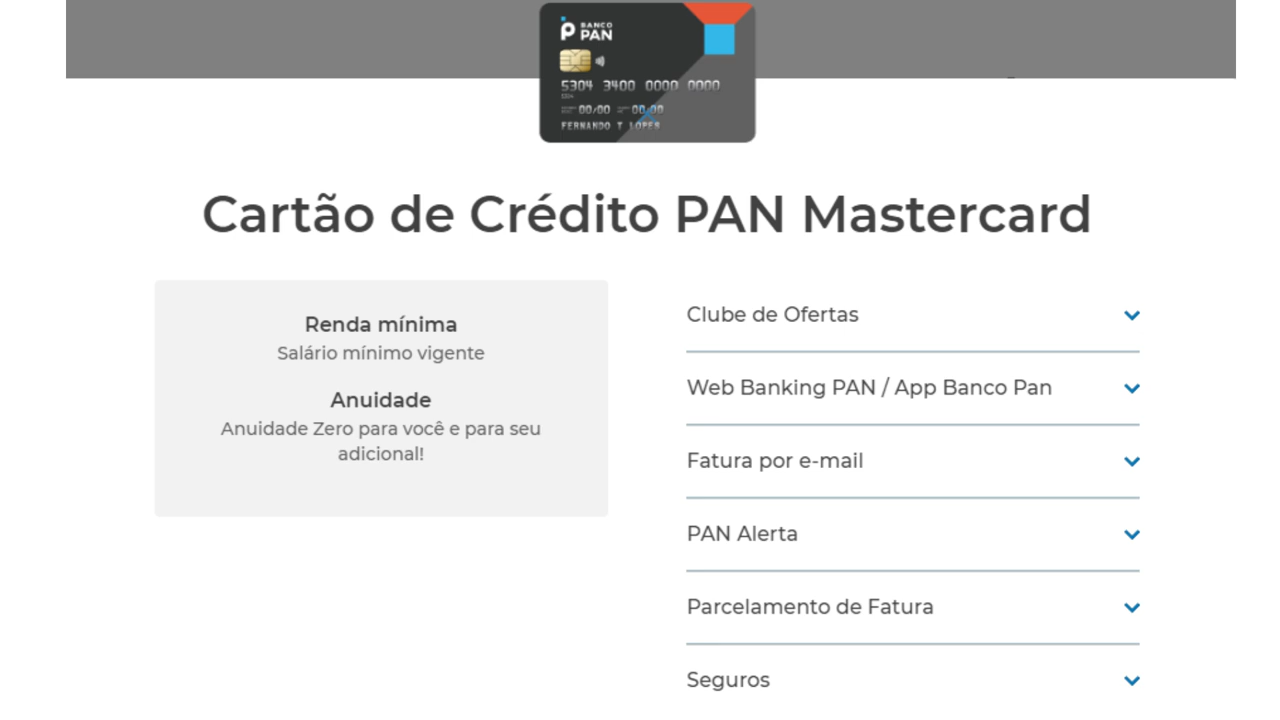 BANCO
PAN
5304 3400 0000 0000
5304
00/00 00/00
FERNANDO T LOPES
Cartão de Crédito PAN Mastercard
Renda mínima
Salário mínimo vigente
Anuidade
Anuidade Zero para você e para seu
adicional!
Clube de Ofertas
Web Banking PAN / App Banco Pan
Fatura por e-mail
PAN Alerta
Parcelamento de Fatura
Seguros